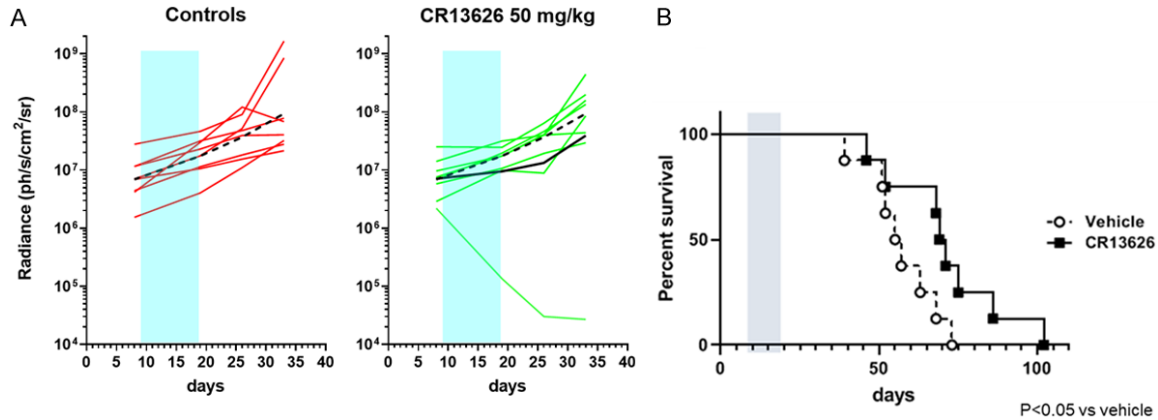 A
Controls
Radiance (ph/s/cm²/sr)
10⁹
10⁸
10⁷
10⁶
10⁵
10⁴
0 5 10 15 20 25 30 35 40
days
CR13626 50 mg/kg
10⁹
10⁸
10⁷
10⁶
10⁵
10⁴
0 5 10 15 20 25 30 35 40
days
B
Percent survival
100
50
0
0 50 100
days
Vehicle
CR13626
P<0.05 vs vehicle